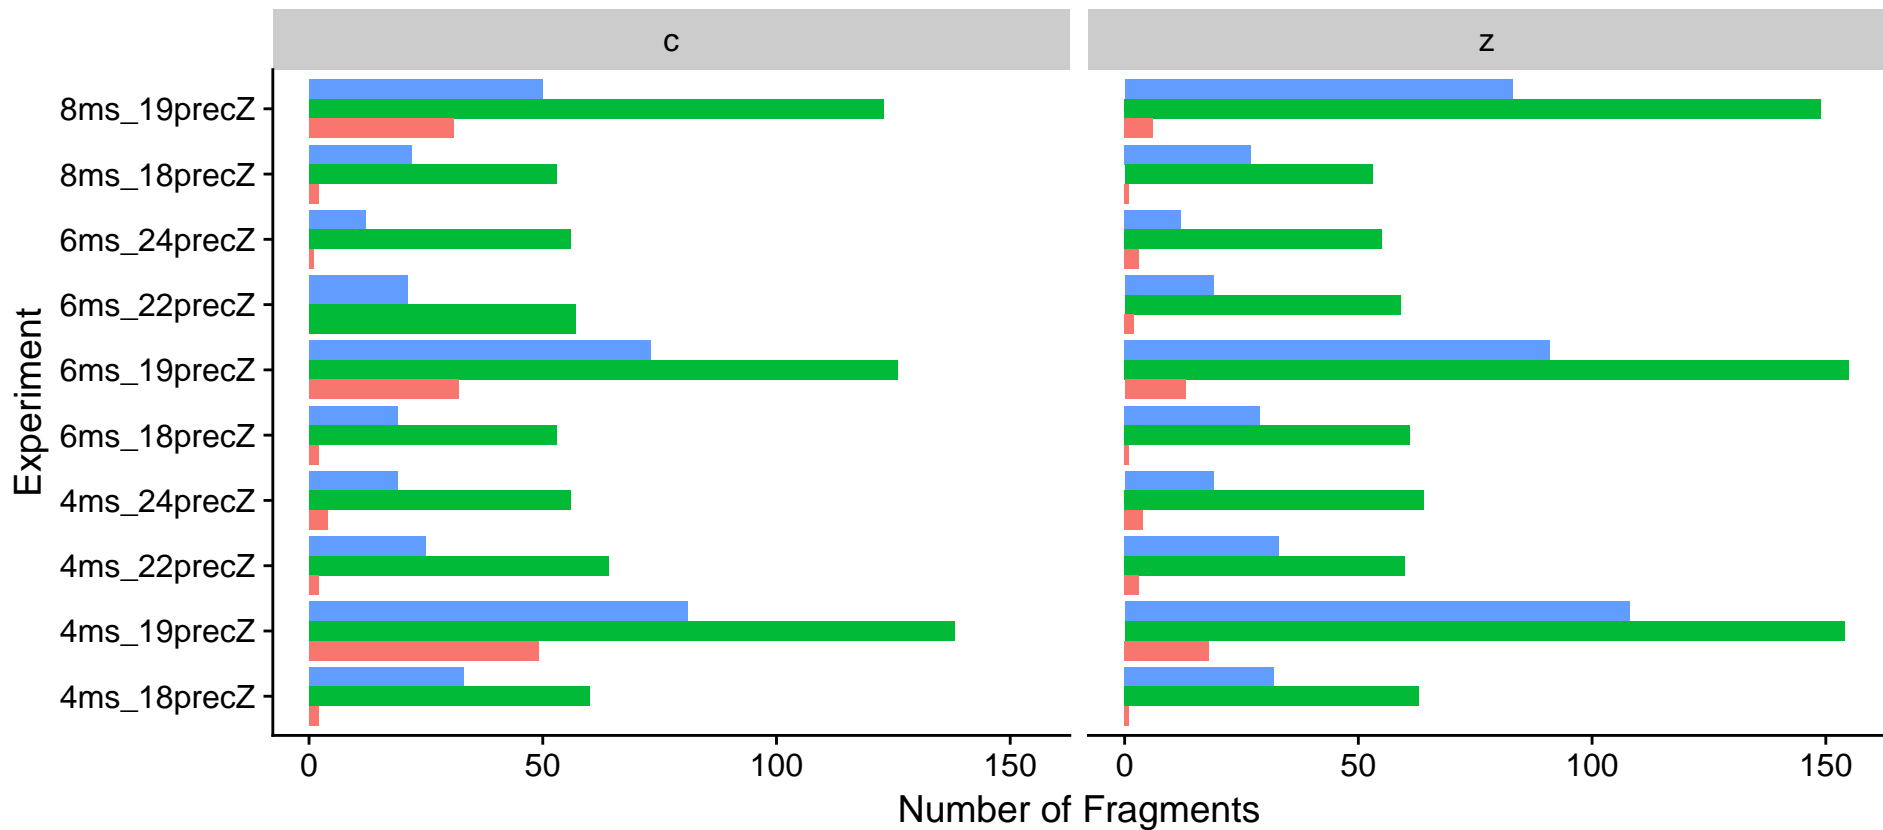 c
z
8ms_19precZ
8ms_18precZ
6ms_24precZ
6ms_22precZ
6ms_19precZ
6ms_18precZ
4ms_24precZ
4ms_22precZ
4ms_19precZ
4ms_18precZ
Experiment
0 50 100 150
0 50 100 150
Number of Fragments